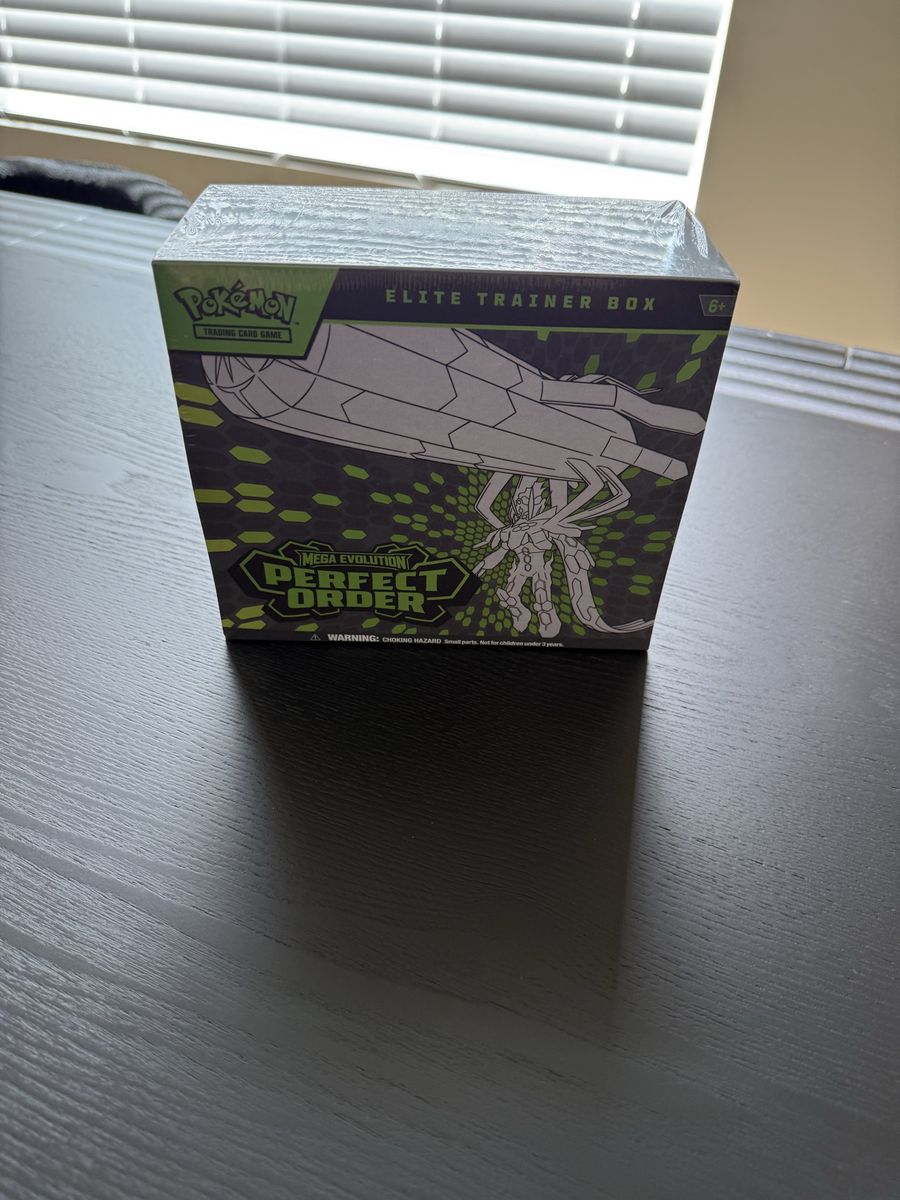 POKéMON
TRADING CARD GAME
ELITE TRAINER BOX
6+
MEGA EVOLUTION
PERFECT
ORDER
WARNING: CHOKING HAZARD Small parts. Not for children under 3 years.